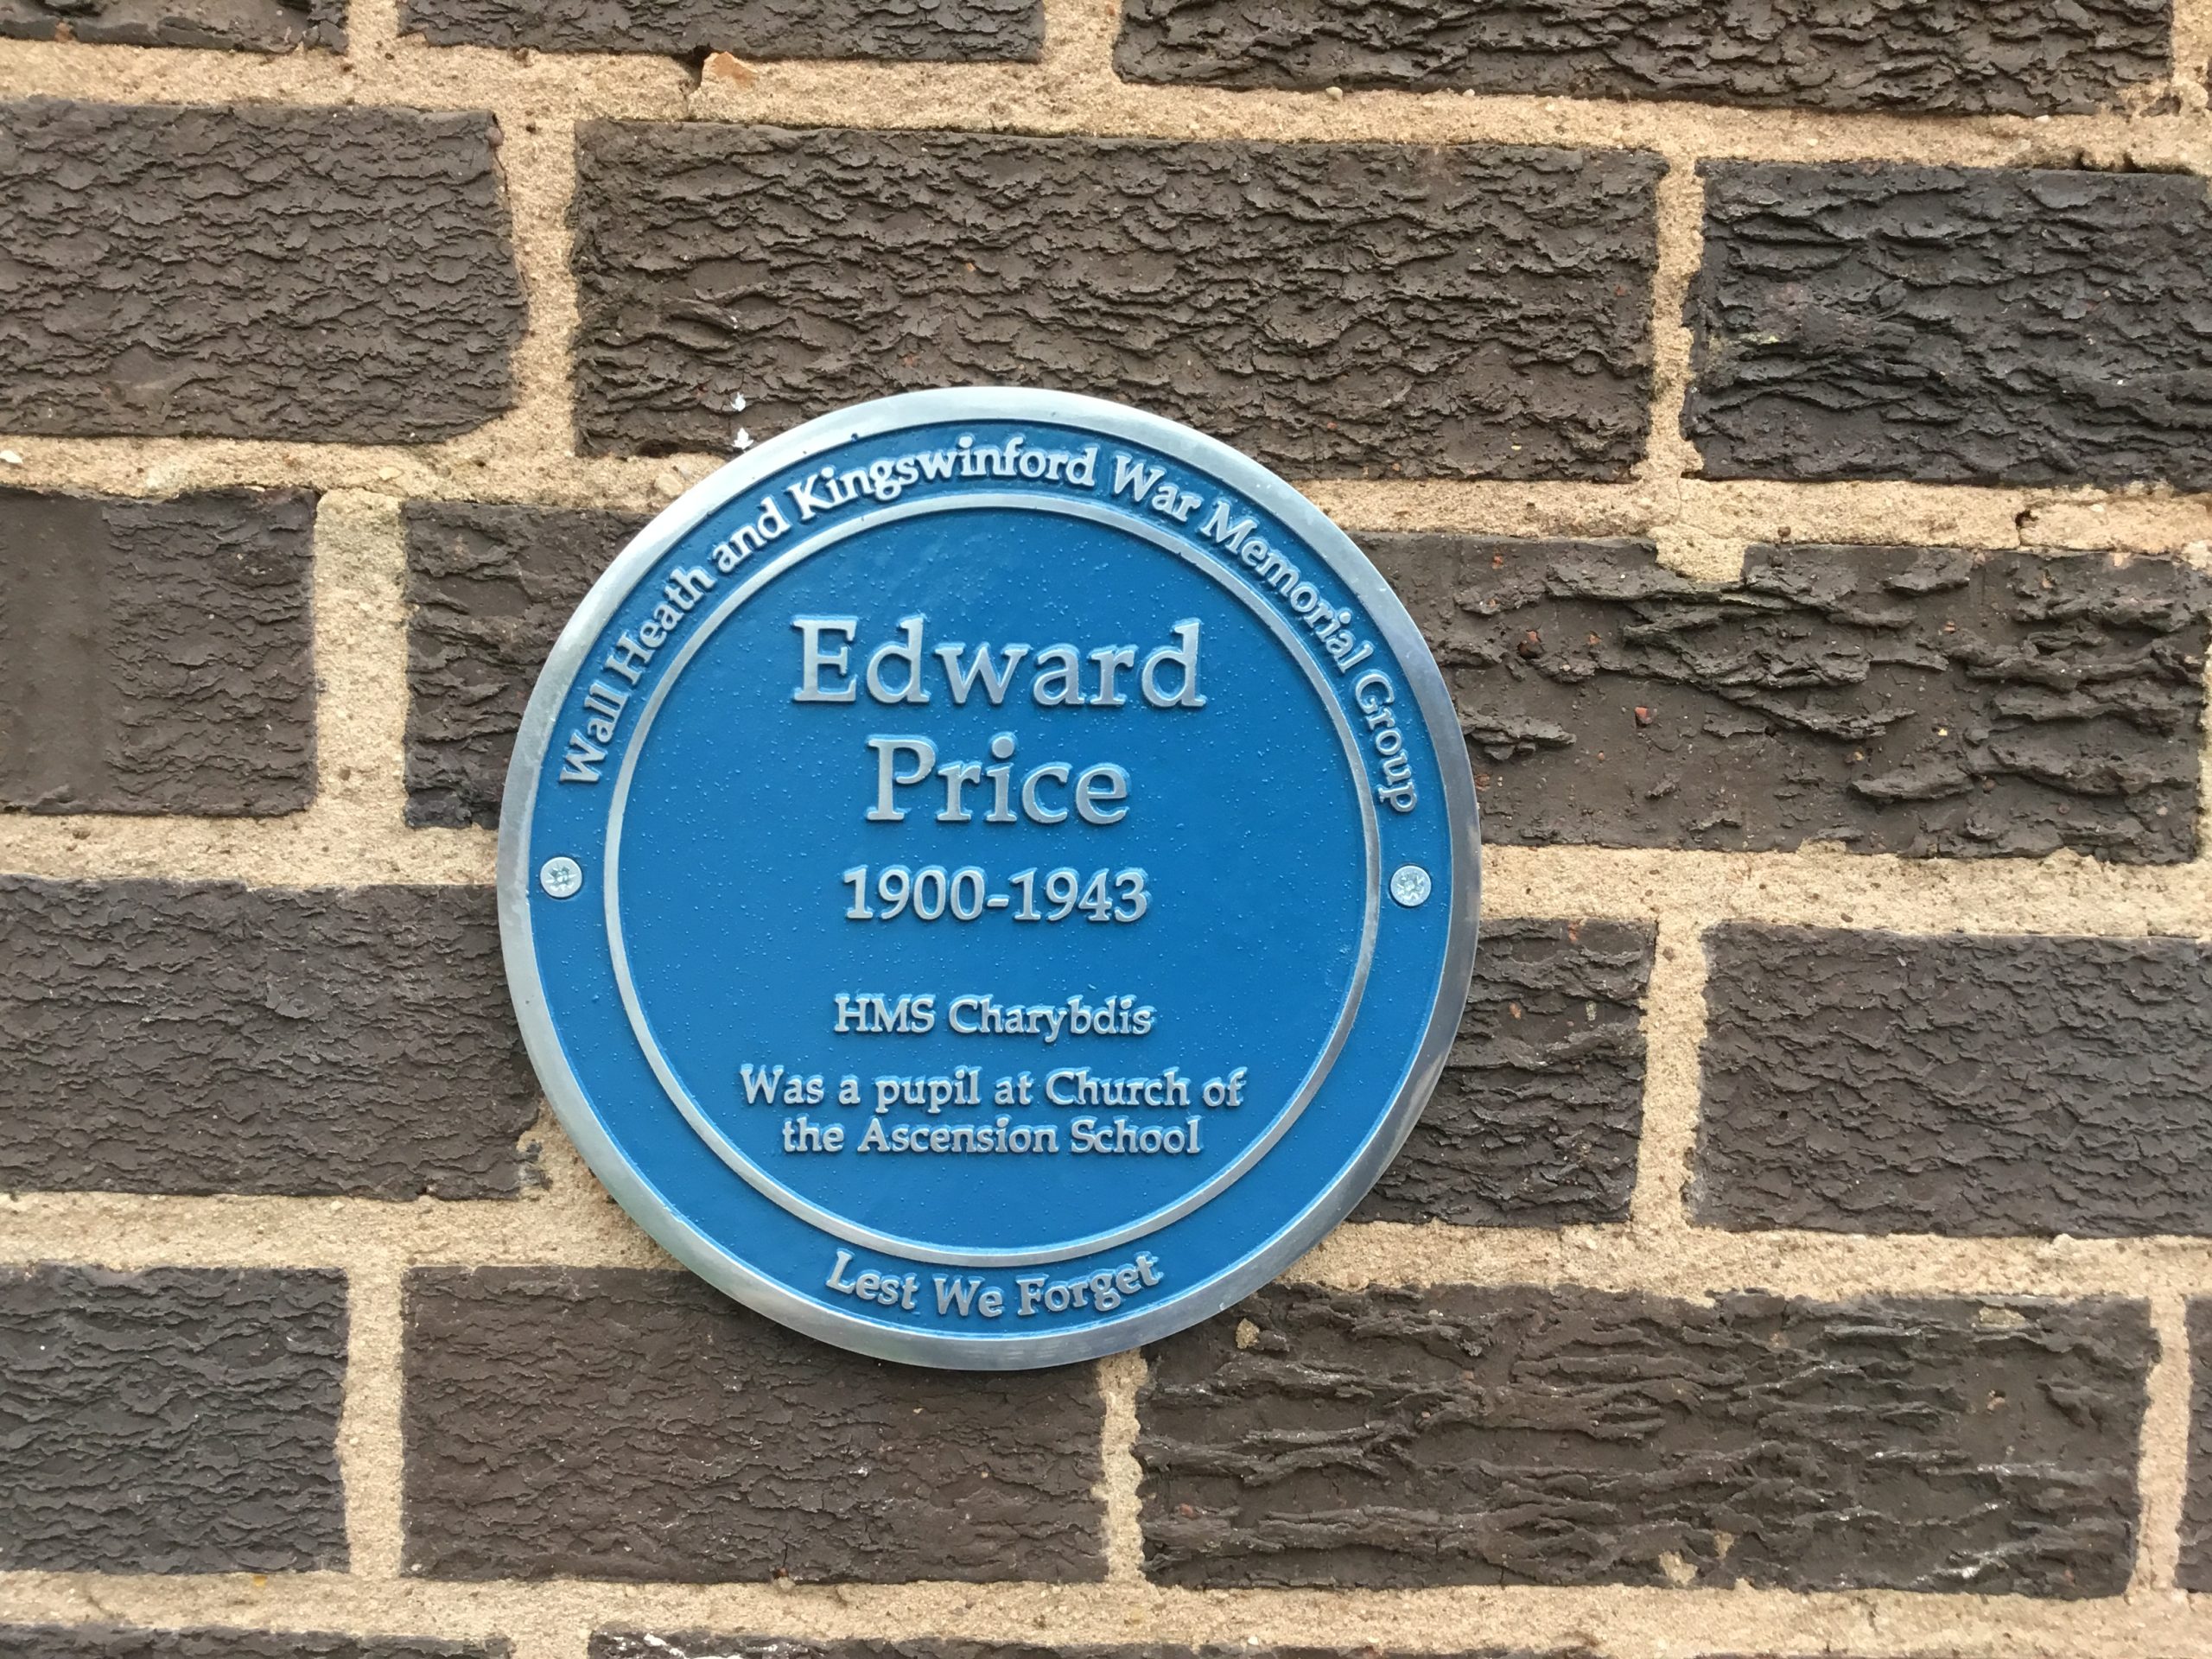 Wall Heath and Kingswinford War Memorial Group
Edward
Price
1900-1943
HMS Charybdis
Was a pupil at Church of
the Ascension School
Lest We Forget